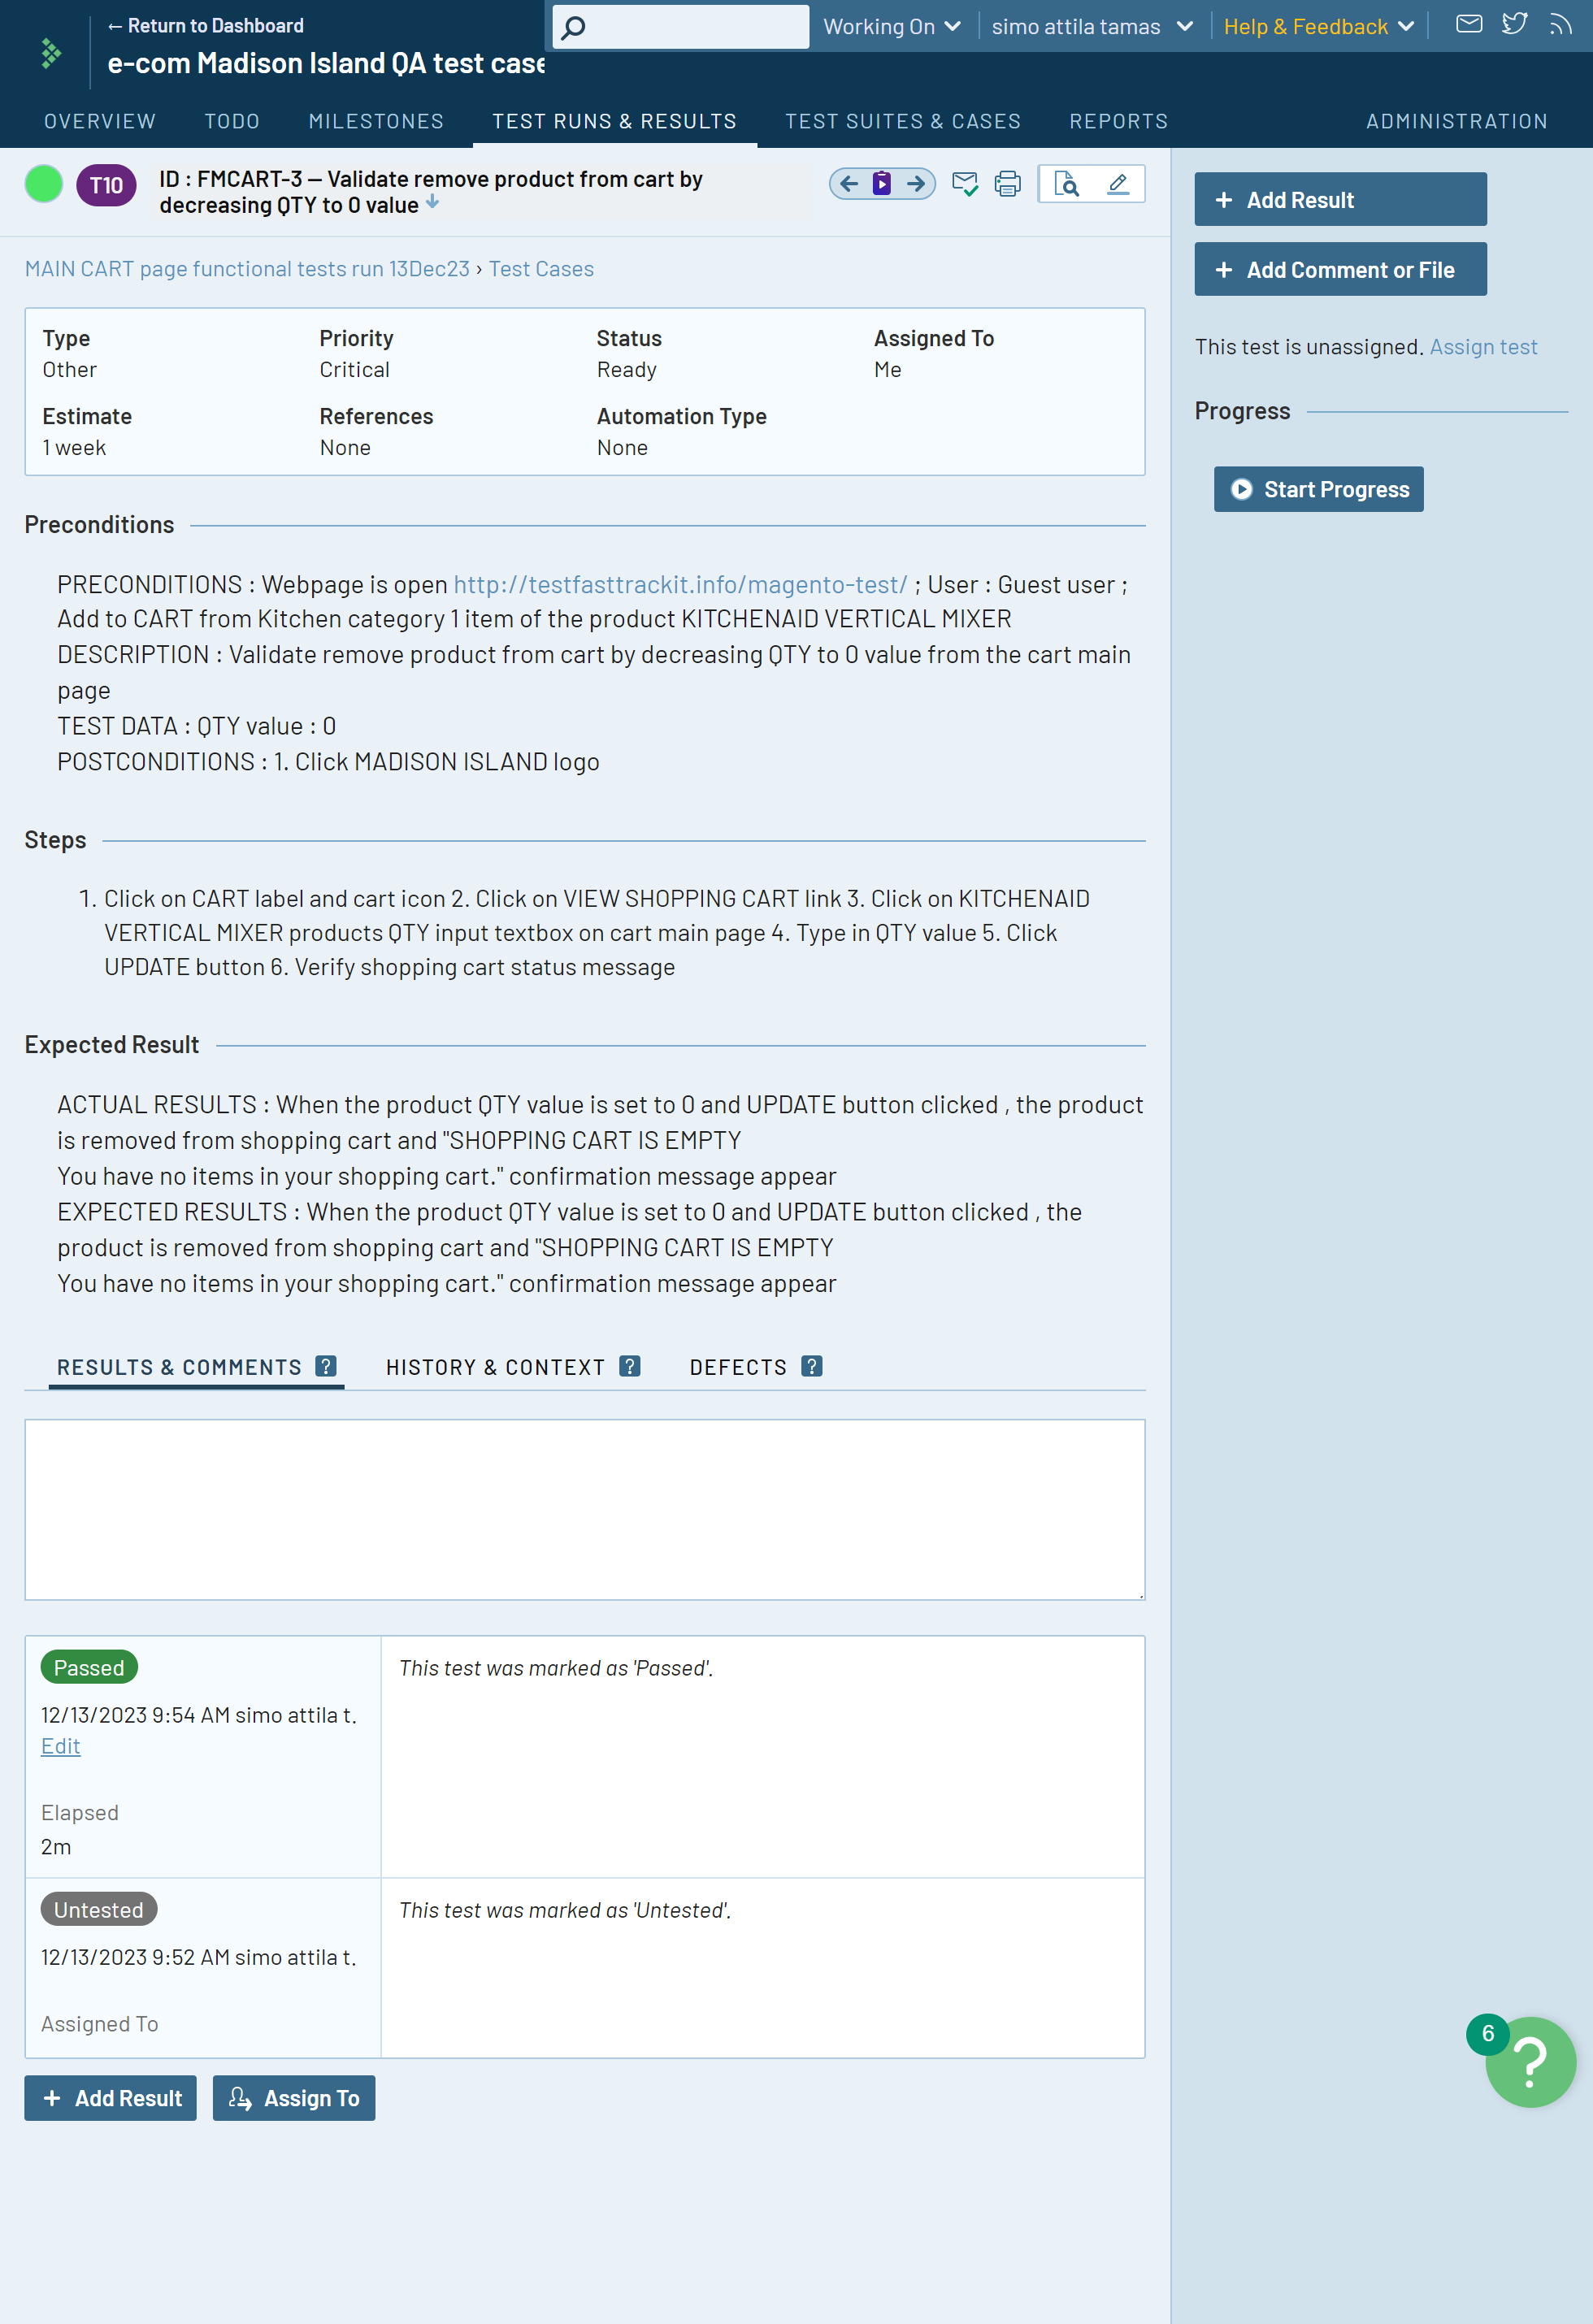 ← Return to Dashboard
e-com Madison Island QA test case
Working On
simo attila tamas
Help & Feedback
OVERVIEW
TODO
MILESTONES
TEST RUNS & RESULTS
TEST SUITES & CASES
REPORTS
ADMINISTRATION
T10
ID : FMCART-3 – Validate remove product from cart by
decreasing QTY to 0 value
MAIN CART page functional tests run 13Dec23 › Test Cases
Type
Priority
Status
Assigned To
Other
Critical
Ready
Me
Estimate
References
Automation Type
1 week
None
None
Preconditions
PRECONDITIONS : Webpage is open http://testfasttrackit.info/magento-test/ ; User : Guest user ;
Add to CART from Kitchen category 1 item of the product KITCHENAID VERTICAL MIXER
DESCRIPTION : Validate remove product from cart by decreasing QTY to 0 value from the cart main
page
TEST DATA : QTY value : 0
POSTCONDITIONS : 1. Click MADISON ISLAND logo
Steps
1. Click on CART label and cart icon 2. Click on VIEW SHOPPING CART link 3. Click on KITCHENAID
VERTICAL MIXER products QTY input textbox on cart main page 4. Type in QTY value 5. Click
UPDATE button 6. Verify shopping cart status message
Expected Result
ACTUAL RESULTS : When the product QTY value is set to 0 and UPDATE button clicked , the product
is removed from shopping cart and "SHOPPING CART IS EMPTY
You have no items in your shopping cart." confirmation message appear
EXPECTED RESULTS : When the product QTY value is set to 0 and UPDATE button clicked , the
product is removed from shopping cart and "SHOPPING CART IS EMPTY
You have no items in your shopping cart." confirmation message appear
RESULTS & COMMENTS ?
HISTORY & CONTEXT ?
DEFECTS ?
Passed
This test was marked as 'Passed'.
12/13/2023 9:54 AM simo attila t.
Edit
Elapsed
2m
Untested
This test was marked as 'Untested'.
12/13/2023 9:52 AM simo attila t.
Assigned To
+ Add Result
Assign To
+ Add Result
+ Add Comment or File
This test is unassigned. Assign test
Progress
Start Progress
6
?